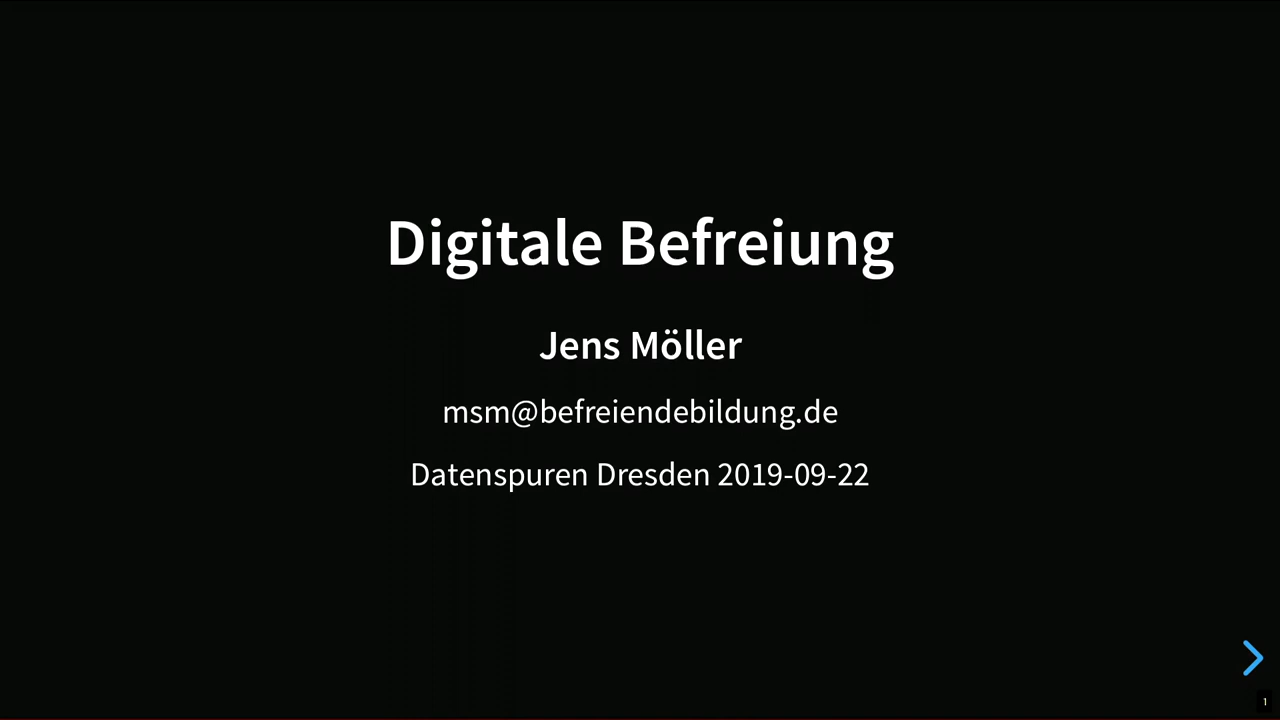 Digitale Befreiung
Jens Möller
msm@befreiendebildung.de
Datenspuren Dresden 2019-09-22
1